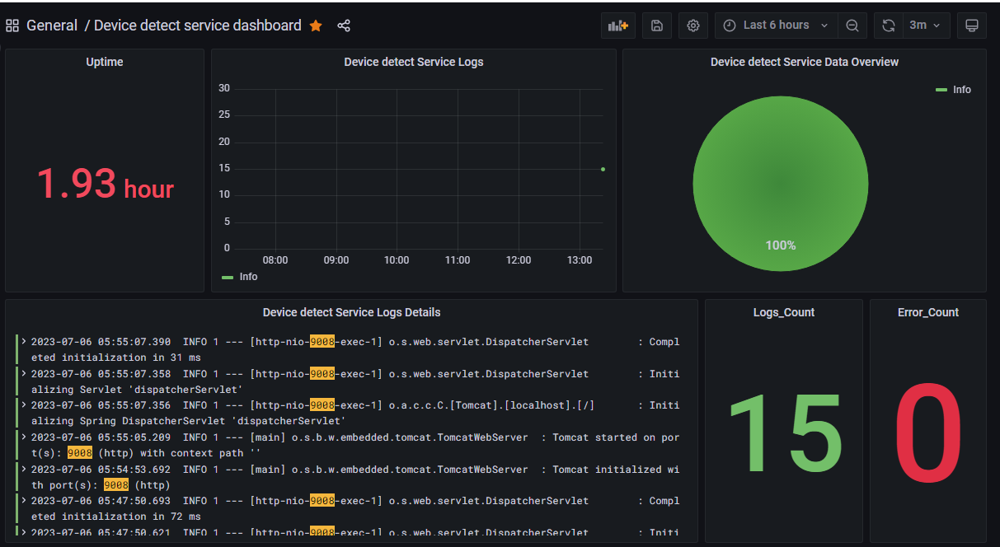 General / Device detect service dashboard
Last 6 hours
3m
Uptime
1.93 hour
Device detect Service Logs
30
25
20
15
10
5
0
08:00 09:00 10:00 11:00 12:00 13:00
Info
Device detect Service Data Overview
Info
100%
Device detect Service Logs Details
2023-07-06 05:55:07.390 INFO 1 --- [http-nio-9008-exec-1] o.s.web.servlet.DispatcherServlet : Compl
eted initialization in 31 ms
2023-07-06 05:55:07.358 INFO 1 --- [http-nio-9008-exec-1] o.s.web.servlet.DispatcherServlet : Initi
alizing Servlet 'dispatcherServlet'
2023-07-06 05:55:07.356 INFO 1 --- [http-nio-9008-exec-1] o.a.c.c.C.[Tomcat].[localhost].[/] : Initi
alizing Spring DispatcherServlet 'dispatcherServlet'
2023-07-06 05:55:05.209 INFO 1 --- [main] o.s.b.w.embedded.tomcat.TomcatWebServer : Tomcat started on por
t(s): 9008 (http) with context path ''
2023-07-06 05:54:53.692 INFO 1 --- [main] o.s.b.w.embedded.tomcat.TomcatWebServer : Tomcat initialized wi
th port(s): 9008 (http)
2023-07-06 05:47:50.693 INFO 1 --- [http-nio-9008-exec-1] o.s.web.servlet.DispatcherServlet : Compl
eted initialization in 72 ms
2023-07-06 05:47:50.621 INFO 1 --- [http-nio-9008-exec-1] o.s.web.servlet.DispatcherServlet : Initi
Logs_Count
15
Error_Count
0